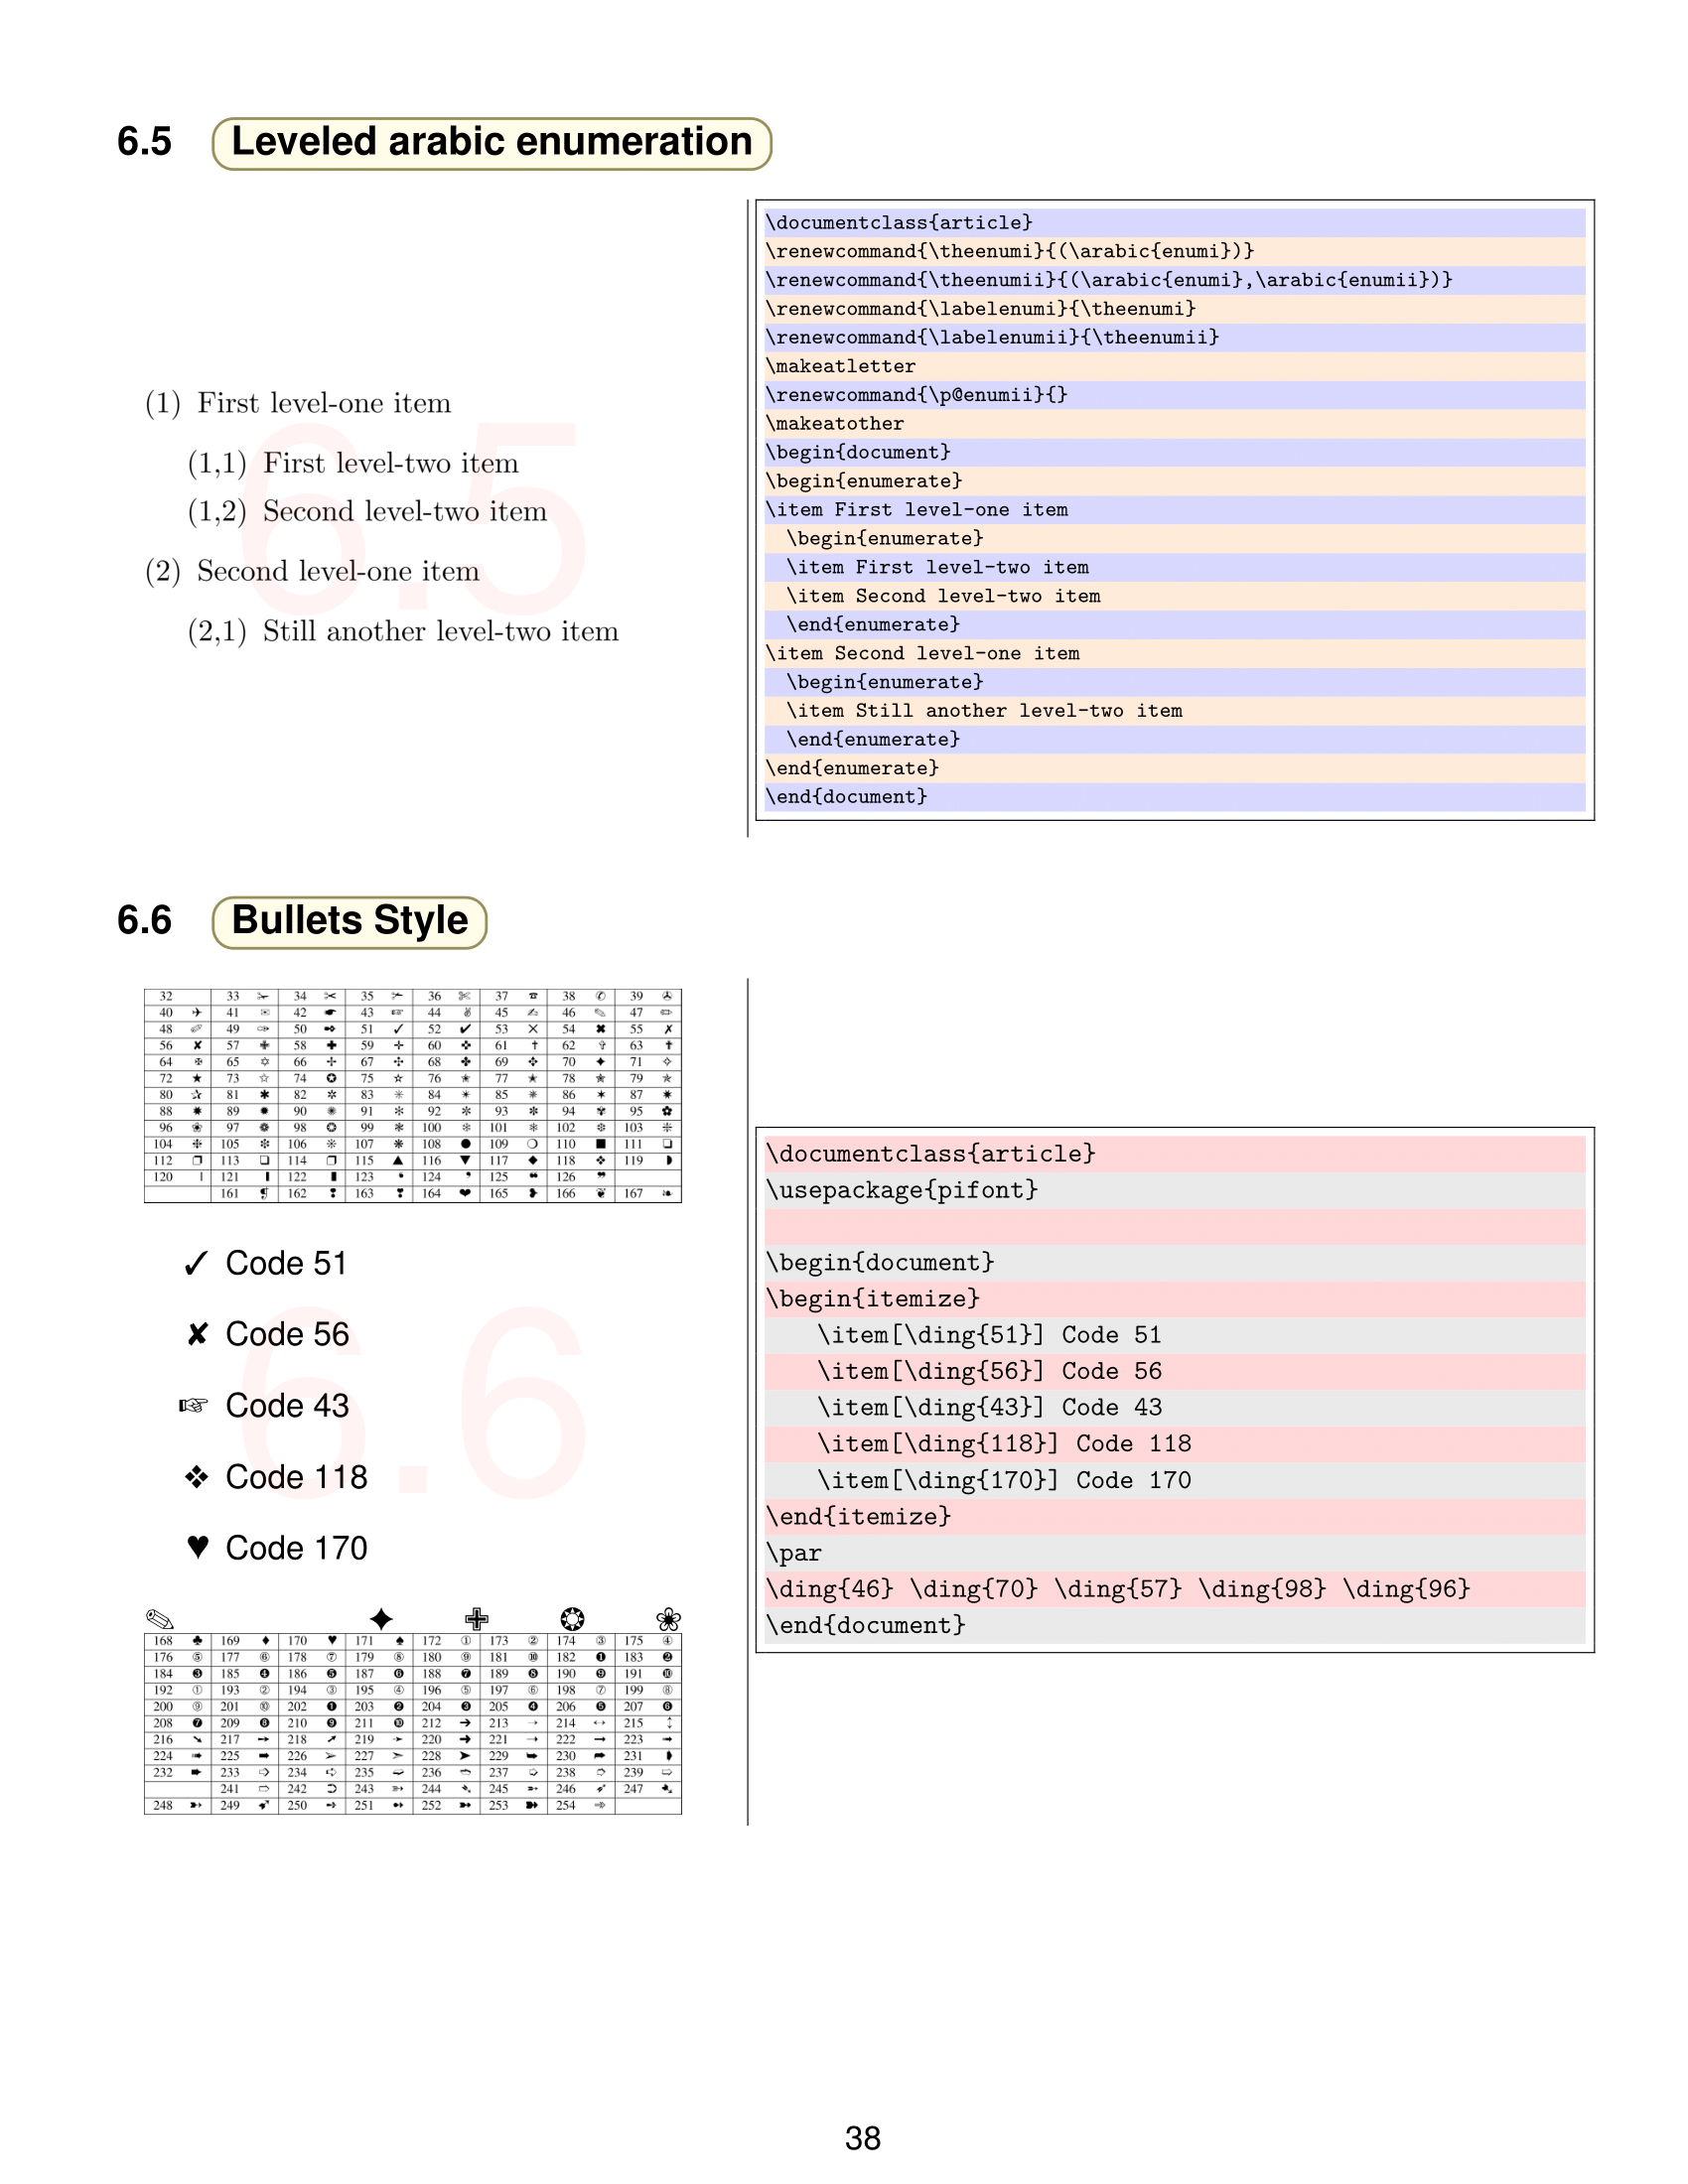 6.5 Leveled arabic enumeration
(1) First level-one item
(1,1) First level-two item
(1,2) Second level-two item
(2) Second level-one item
(2,1) Still another level-two item
6.5
\documentclass{article}
\renewcommand{\theenumi}{(\arabic{enumi})}
\renewcommand{\theenumii}{(\arabic{enumi},\arabic{enumii})}
\renewcommand{\labelenumi}{\theenumi}
\renewcommand{\labelenumii}{\theenumii}
\makeatletter
\renewcommand{\p@enumii}{}
\makeatother
\begin{document}
\begin{enumerate}
\item First level-one item
  \begin{enumerate}
  \item First level-two item
  \item Second level-two item
  \end{enumerate}
\item Second level-one item
  \begin{enumerate}
  \item Still another level-two item
  \end{enumerate}
\end{enumerate}
\end{document}
6.6 Bullets Style
32 33 ✁ 34 ✂ 35 ✃ 36 ✄ 37 ☎ 38 ✆ 39 ✇
40 ✈ 41 ✉ 42 ☛ 43 ☞ 44 ✌ 45 ✍ 46 ✎ 47 ✏
48 ✐ 49 ✑ 50 ✒ 51 ✓ 52 ✔ 53 ✕ 54 ✖ 55 ✗
56 ✘ 57 ✙ 58 ✚ 59 ✛ 60 ✜ 61 ✝ 62 ✞ 63 ✟
64 ✠ 65 ✡ 66 ✢ 67 ✣ 68 ✤ 69 ✥ 70 ✦ 71 ✧
72 ★ 73 ✩ 74 ✪ 75 ✫ 76 ✬ 77 ✭ 78 ✮ 79 ✯
80 ✰ 81 ✱ 82 ✲ 83 ✳ 84 ✴ 85 ✵ 86 ✶ 87 ✷
88 ✸ 89 ✹ 90 ✺ 91 ✻ 92 ✼ 93 ✽ 94 ✾ 95 ✿
96 ❀ 97 ❁ 98 ❂ 99 ❃ 100 ❄ 101 ❅ 102 ❆ 103 ❇
104 ❈ 105 ❉ 106 ❊ 107 ❋ 108 ● 109 ❍ 110 ■ 111 ❏
112 ❐ 113 ❑ 114 ❒ 115 ▲ 116 ▼ 117 ◆ 118 ❖ 119 ◗
120 ❘ 121 ❙ 122 ❚ 123 ❛ 124 ❜ 125 ❝ 126 ❞
161 ❡ 162 ❢ 163 ❣ 164 ❤ 165 ❥ 166 ❦ 167 ❧
✓ Code 51
✘ Code 56
☞ Code 43
❖ Code 118
♥ Code 170
6.6
✎ ✦ ✙ ❂ ❀
168 ♣ 169 ♦ 170 ♥ 171 ♠ 172 ① 173 ② 174 ③ 175 ④
176 ⑤ 177 ⑥ 178 ⑦ 179 ⑧ 180 ⑨ 181 ⑩ 182 ❶ 183 ❷
184 ❸ 185 ❹ 186 ❺ 187 ❻ 188 ❼ 189 ❽ 190 ❾ 191 ❿
192 ➀ 193 ➁ 194 ➂ 195 ➃ 196 ➄ 197 ➅ 198 ➆ 199 ➇
200 ➈ 201 ➉ 202 ➊ 203 ➋ 204 ➌ 205 ➍ 206 ➎ 207 ➏
208 ➐ 209 ➑ 210 ➒ 211 ➓ 212 ➔ 213 → 214 ↔ 215 ↕
216 ➘ 217 ➙ 218 ➚ 219 ➛ 220 ➜ 221 ➝ 222 ➞ 223 ➟
224 ➠ 225 ➡ 226 ➢ 227 ➣ 228 ➤ 229 ➥ 230 ➦ 231 ➧
232 ➨ 233 ➩ 234 ➪ 235 ➫ 236 ➬ 237 ➭ 238 ➮ 239 ➯
241 ➱ 242 ➲ 243 ➳ 244 ➴ 245 ➵ 246 ➶ 247 ➷
248 ➸ 249 ➹ 250 ➺ 251 ➻ 252 ➼ 253 ➽ 254 ➾
\documentclass{article}
\usepackage{pifont}
\begin{document}
\begin{itemize}
   \item[\ding{51}] Code 51
   \item[\ding{56}] Code 56
   \item[\ding{43}] Code 43
   \item[\ding{118}] Code 118
   \item[\ding{170}] Code 170
\end{itemize}
\par
\ding{46} \ding{70} \ding{57} \ding{98} \ding{96}
\end{document}
38